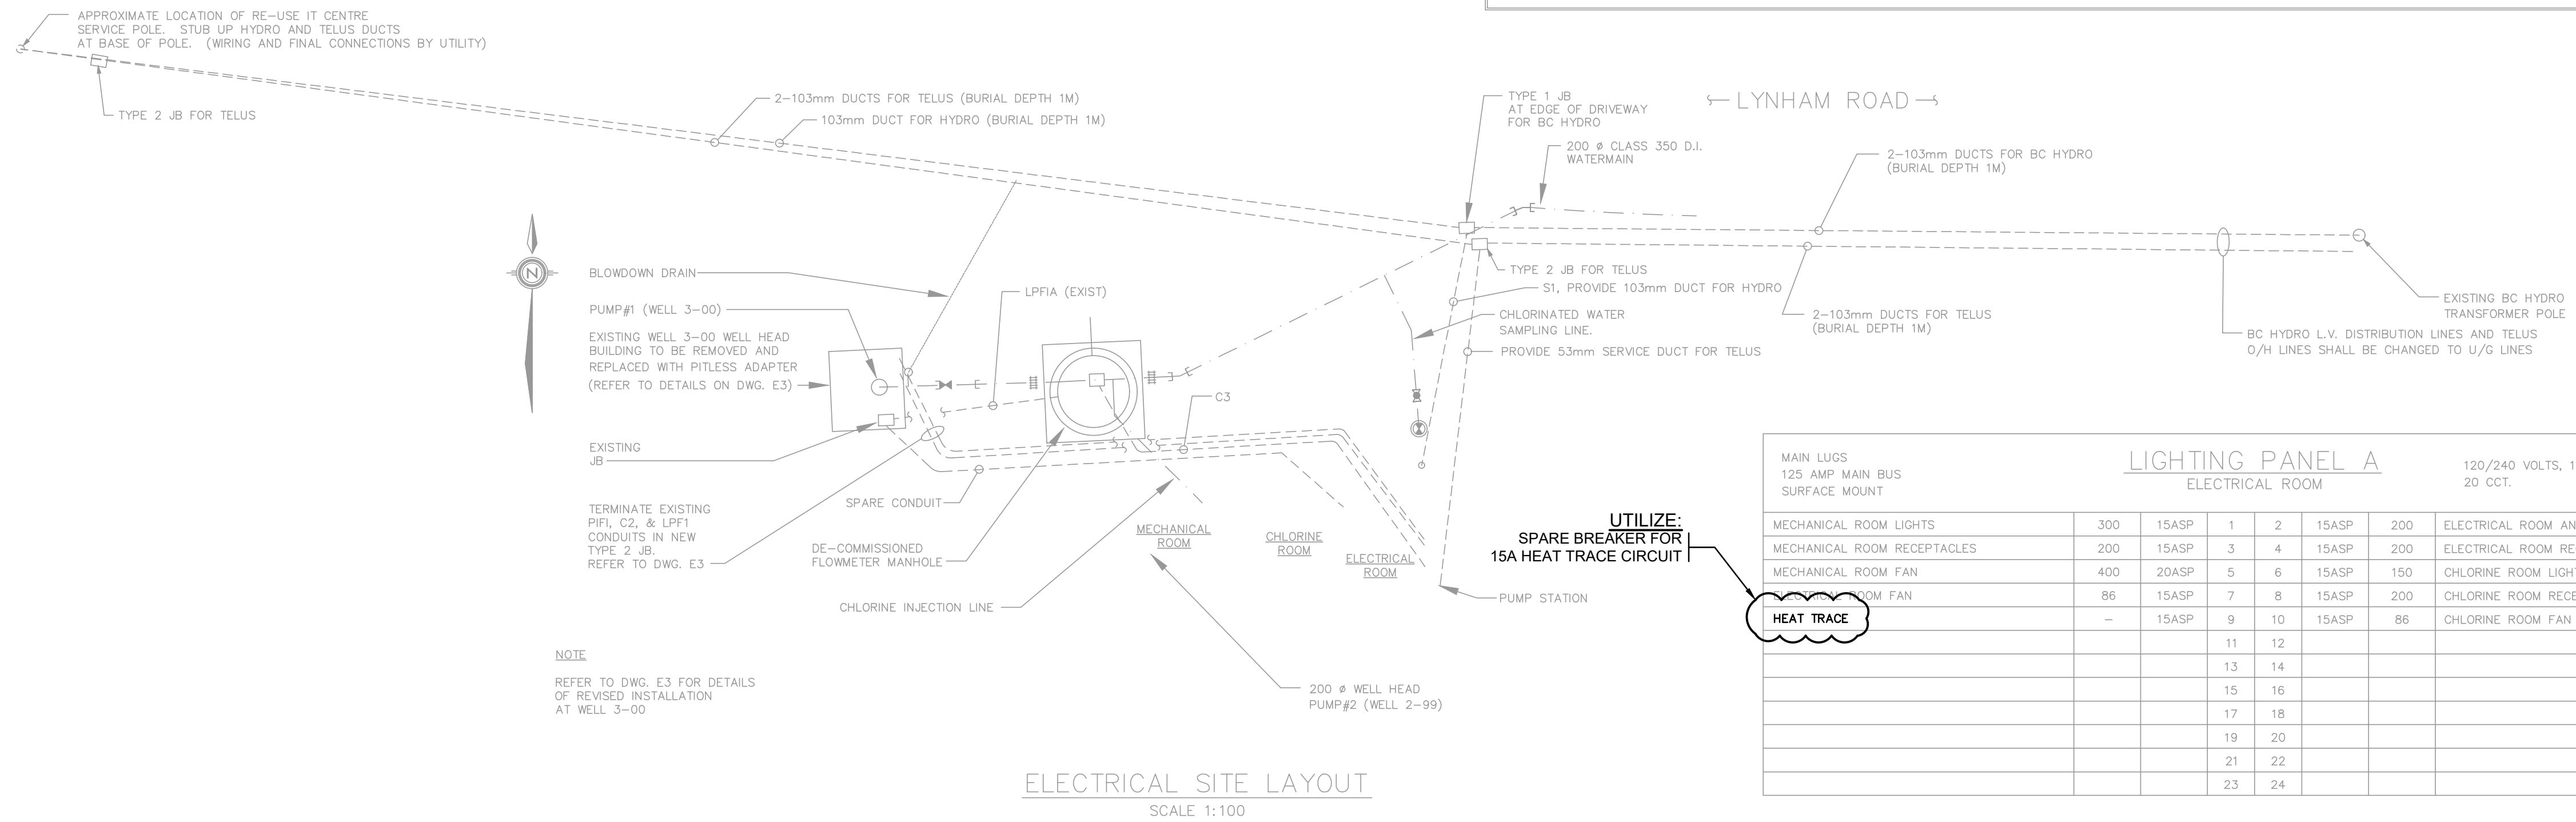 APPROXIMATE LOCATION OF RE-USE IT CENTRE
SERVICE POLE. STUB UP HYDRO AND TELUS DUCTS
AT BASE OF POLE. (WIRING AND FINAL CONNECTIONS BY UTILITY)
TYPE 2 JB FOR TELUS
2-103mm DUCTS FOR TELUS (BURIAL DEPTH 1M)
103mm DUCT FOR HYDRO (BURIAL DEPTH 1M)
TYPE 1 JB
AT EDGE OF DRIVEWAY
FOR BC HYDRO
LYNHAM ROAD
200 ø CLASS 350 D.I.
WATERMAIN
2-103mm DUCTS FOR BC HYDRO
(BURIAL DEPTH 1M)
N
BLOWDOWN DRAIN
PUMP#1 (WELL 3-00)
EXISTING WELL 3-00 WELL HEAD
BUILDING TO BE REMOVED AND
REPLACED WITH PITLESS ADAPTER
(REFER TO DETAILS ON DWG. E3)
EXISTING
JB
TERMINATE EXISTING
PIFI, C2, & LPF1
CONDUITS IN NEW
TYPE 2 JB.
REFER TO DWG. E3
LPFIA (EXIST)
C3
SPARE CONDUIT
DE-COMMISSIONED
FLOWMETER MANHOLE
CHLORINE INJECTION LINE
MECHANICAL
ROOM
CHLORINE
ROOM
ELECTRICAL
ROOM
TYPE 2 JB FOR TELUS
S1, PROVIDE 103mm DUCT FOR HYDRO
CHLORINATED WATER
SAMPLING LINE.
PROVIDE 53mm SERVICE DUCT FOR TELUS
2-103mm DUCTS FOR TELUS
(BURIAL DEPTH 1M)
EXISTING BC HYDRO
TRANSFORMER POLE
BC HYDRO L.V. DISTRIBUTION LINES AND TELUS
O/H LINES SHALL BE CHANGED TO U/G LINES
UTILIZE:
SPARE BREAKER FOR
15A HEAT TRACE CIRCUIT
PUMP STATION
200 ø WELL HEAD
PUMP#2 (WELL 2-99)
NOTE
REFER TO DWG. E3 FOR DETAILS
OF REVISED INSTALLATION
AT WELL 3-00
ELECTRICAL SITE LAYOUT
SCALE 1:100
MAIN LUGS
125 AMP MAIN BUS
SURFACE MOUNT
LIGHTING PANEL A
ELECTRICAL ROOM
120/240 VOLTS, 1
20 CCT.
MECHANICAL ROOM LIGHTS 300 15ASP 1 2 15ASP 200 ELECTRICAL ROOM AN
MECHANICAL ROOM RECEPTACLES 200 15ASP 3 4 15ASP 200 ELECTRICAL ROOM RE
MECHANICAL ROOM FAN 400 20ASP 5 6 15ASP 150 CHLORINE ROOM LIGH
ELECTRICAL ROOM FAN 86 15ASP 7 8 15ASP 200 CHLORINE ROOM RECE
HEAT TRACE - 15ASP 9 10 15ASP 86 CHLORINE ROOM FAN
11 12
13 14
15 16
17 18
19 20
21 22
23 24